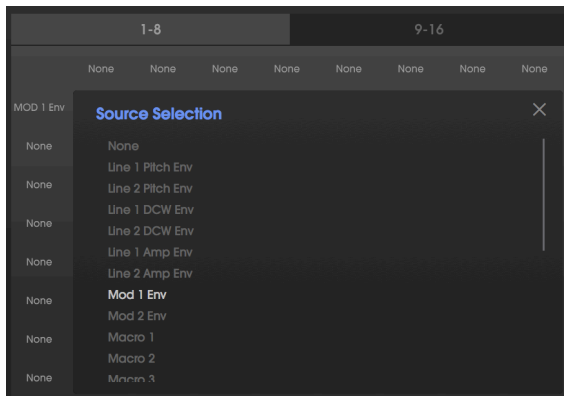 1-8 9-16
None None None None None None None None
MOD 1 Env
None
None
None
None
None
None
None
Source Selection
None
Line 1 Pitch Env
Line 2 Pitch Env
Line 1 DCW Env
Line 2 DCW Env
Line 1 Amp Env
Line 2 Amp Env
Mod 1 Env
Mod 2 Env
Macro 1
Macro 2
Macro 3